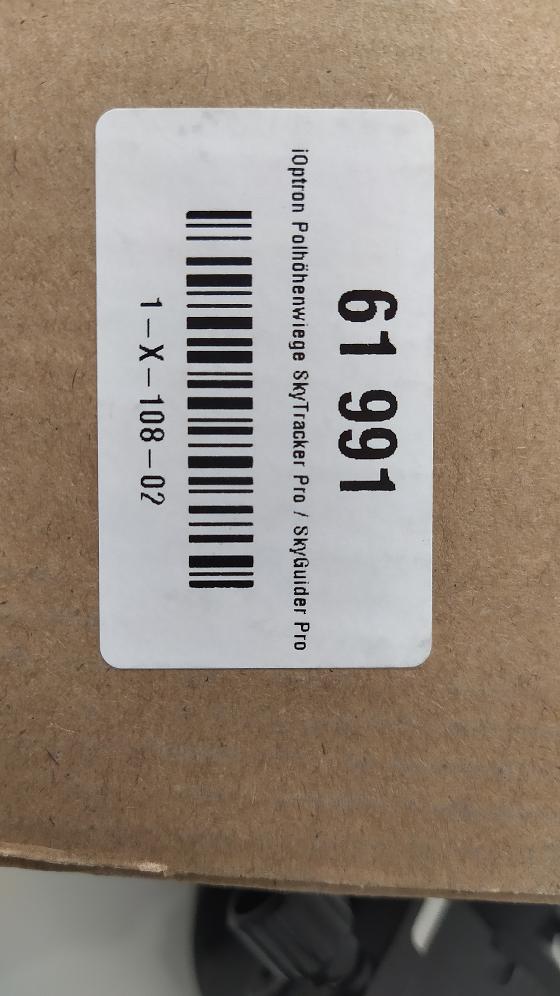 61 991
iOptron Polhöhenwiege SkyTracker Pro / SkyGuider Pro
1-X-108-02